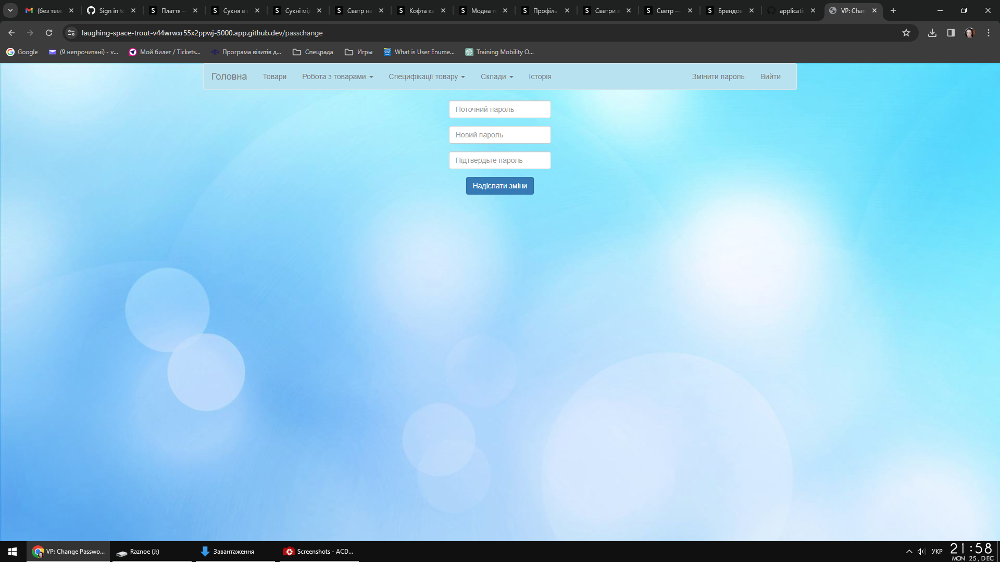 (без тем
Sign in to
Плаття –
Сукня в
Сукні мід
Светр на
Кофта ка
Модна т
Профіль
Светри
Светр —
Брендов
applicati
VP: Chan
laughing-space-trout-v44wrwxr55x2ppwj-5000.app.github.dev/passchange
Google
(9 непрочитані) - v...
Мой билет / Tickets...
Програма візитів д...
Спецрада
Игры
What is User Enume...
Training Mobility O...
Головна
Товари
Робота з товарами
Специфікації товару
Склади
Історія
Змінити пароль
Вийти
Поточний пароль
Новий пароль
Підтвердьте пароль
Надіслати зміни
VP: Change Passwo...
Raznoe (J:)
Завантаження
Screenshots - ACD...
УКР
21:58
MON 25, DEC